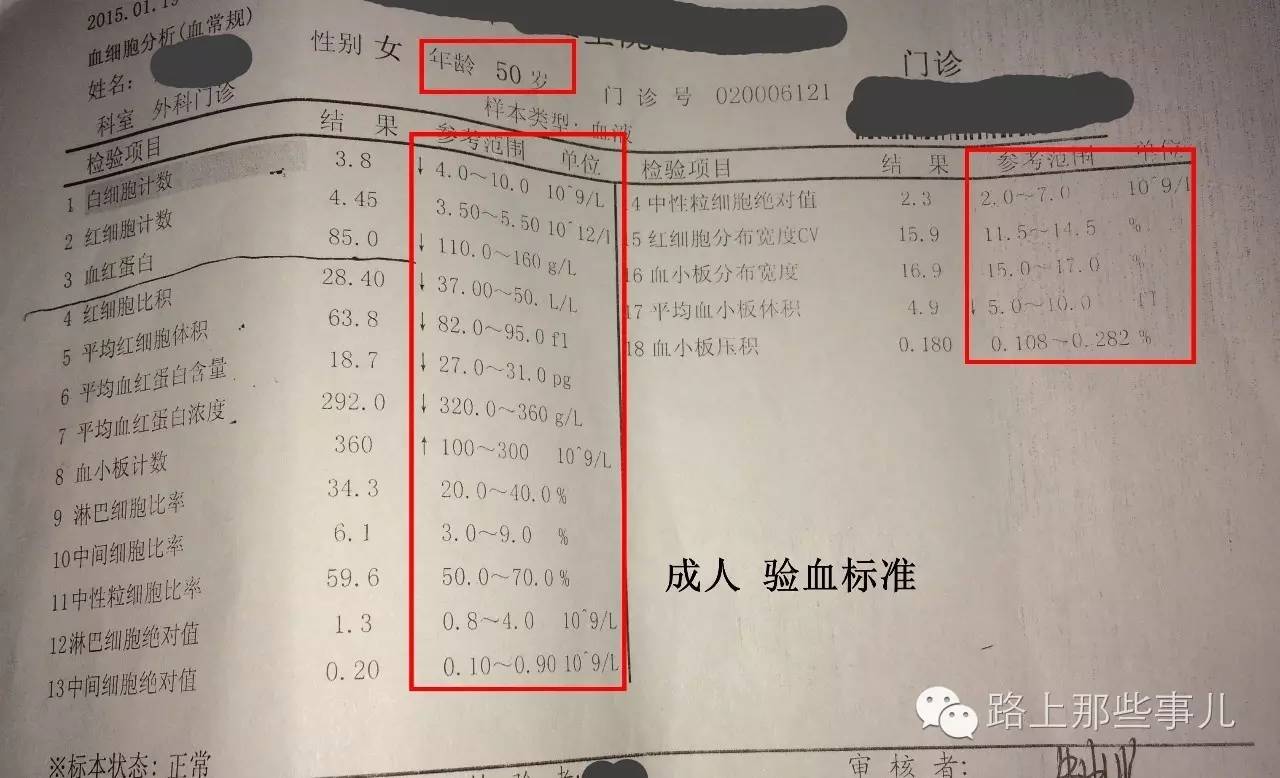 2015.01.19
血细胞分析(血常规)
姓名: 性别 女 年龄 50 岁 门诊
科室 外科门诊 样本类型: 血液 门诊号 020006121
检验项目 结 果 参考范围 单位
1 白细胞计数 3.8 ↓ 4.0～10.0 10^9/L
2 红细胞计数 4.45 3.50～5.50 10^12/l
3 血红蛋白 85.0 ↓ 110.0～160 g/L
4 红细胞比积 28.40 ↓ 37.00～50. L/L
5 平均红细胞体积 63.8 ↓ 82.0～95.0 fl
6 平均血红蛋白含量 18.7 ↓ 27.0～31.0 pg
7 平均血红蛋白浓度 292.0 ↓ 320.0～360 g/L
8 血小板计数 360 ↑ 100～300 10^9/L
9 淋巴细胞比率 34.3 20.0～40.0 %
10中间细胞比率 6.1 3.0～9.0 %
11中性粒细胞比率 59.6 50.0～70.0 %
12淋巴细胞绝对值 1.3 0.8～4.0 10^9/L
13中间细胞绝对值 0.20 0.10～0.90 10^9/L
检验项目 结 果 参考范围 单位
14 中性粒细胞绝对值 2.3 2.0～7.0 10^9/L
15 红细胞分布宽度CV 15.9 11.5～14.5 %
16 血小板分布宽度 16.9 15.0～17.0 %
17 平均血小板体积 4.9 ↓ 5.0～10.0 fl
18 血小板压积 0.180 0.108～0.282 %
成人 验血标准
路上那些事儿
※标本状态: 正常
审 核 者: